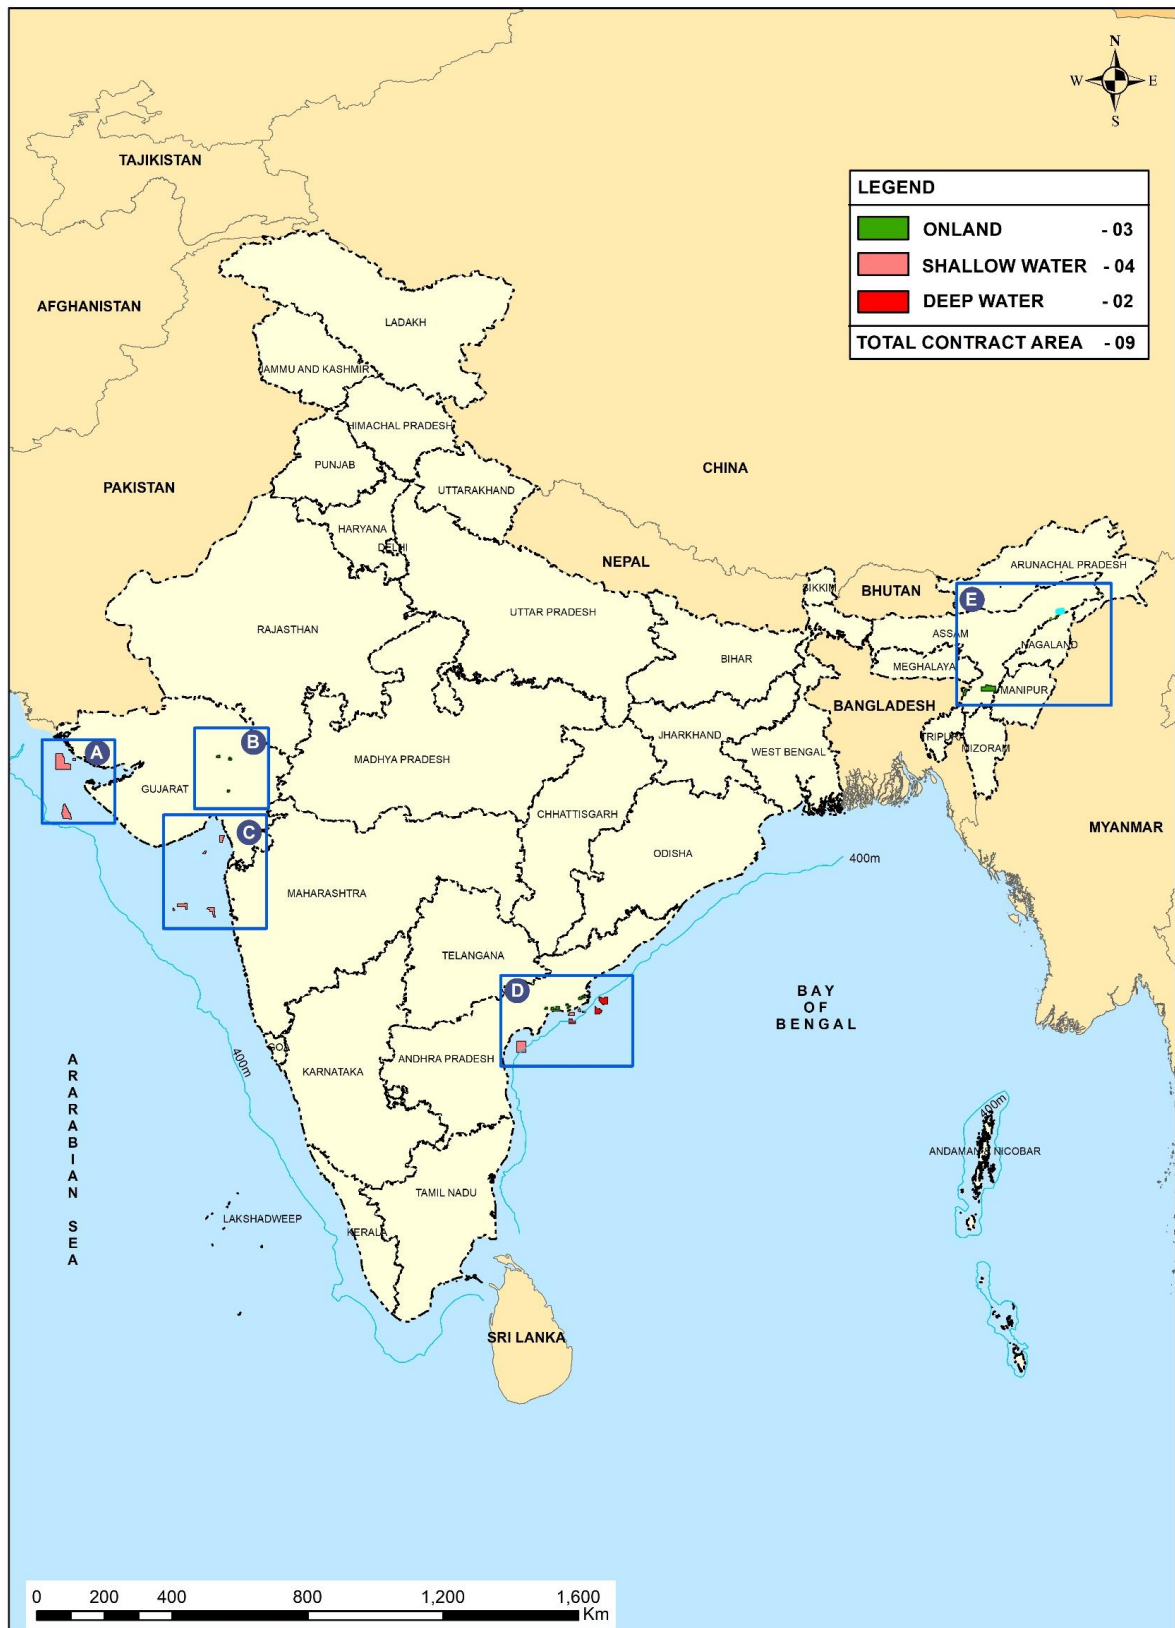 N
W E
S
TAJIKISTAN
LEGEND
ONLAND - 03
SHALLOW WATER - 04
DEEP WATER - 02
TOTAL CONTRACT AREA - 09
AFGHANISTAN
LADAKH
JAMMU AND KASHMIR
HIMACHAL PRADESH
PUNJAB
CHINA
PAKISTAN
UTTARAKHAND
HARYANA
DELHI
NEPAL
ARUNACHAL PRADESH
SIKKIM
BHUTAN
E
UTTAR PRADESH
RAJASTHAN
ASSAM
NAGALAND
BIHAR
MEGHALAYA
MANIPUR
BANGLADESH
JHARKHAND
TRIPURA
MIZORAM
WEST BENGAL
A
B
MADHYA PRADESH
GUJARAT
CHHATTISGARH
MYANMAR
C
ODISHA
400m
MAHARASHTRA
TELANGANA
D
BAY
OF
BENGAL
GOA
400m
ANDHRA PRADESH
KARNATAKA
ARARABIAN SEA
400m
ANDAMAN & NICOBAR
TAMIL NADU
LAKSHADWEEP
KERALA
SRI LANKA
0 200 400 800 1,200 1,600
Km